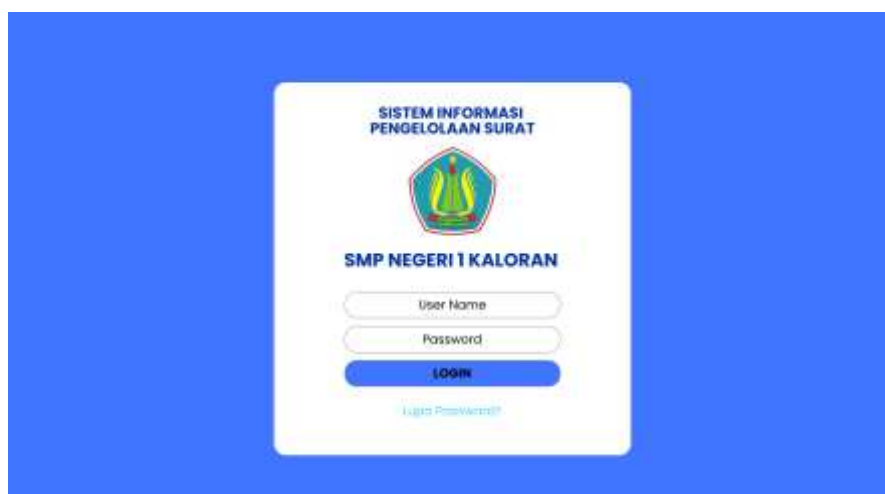 SISTEM INFORMASI
PENGELOLAAN SURAT
SMP NEGERI 1 KALORAN
User Name
Password
LOGIN
Lupa Password?